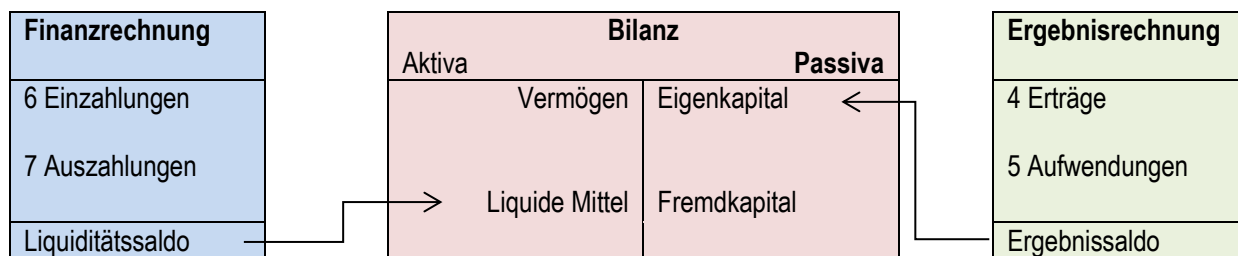 Finanzrechnung
6 Einzahlungen
7 Auszahlungen
Liquiditätssaldo
Bilanz
Aktiva Passiva
Vermögen Eigenkapital
Liquide Mittel Fremdkapital
Ergebnisrechnung
4 Erträge
5 Aufwendungen
Ergebnissaldo